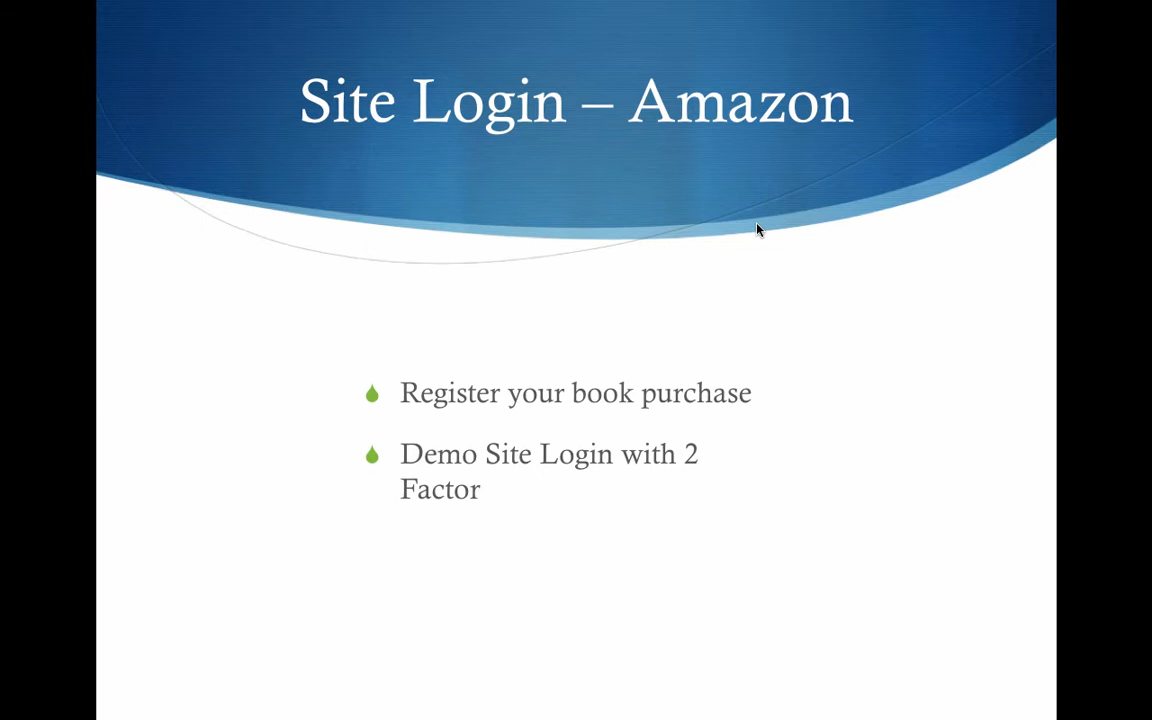 Site Login – Amazon
Register your book purchase
Demo Site Login with 2
Factor